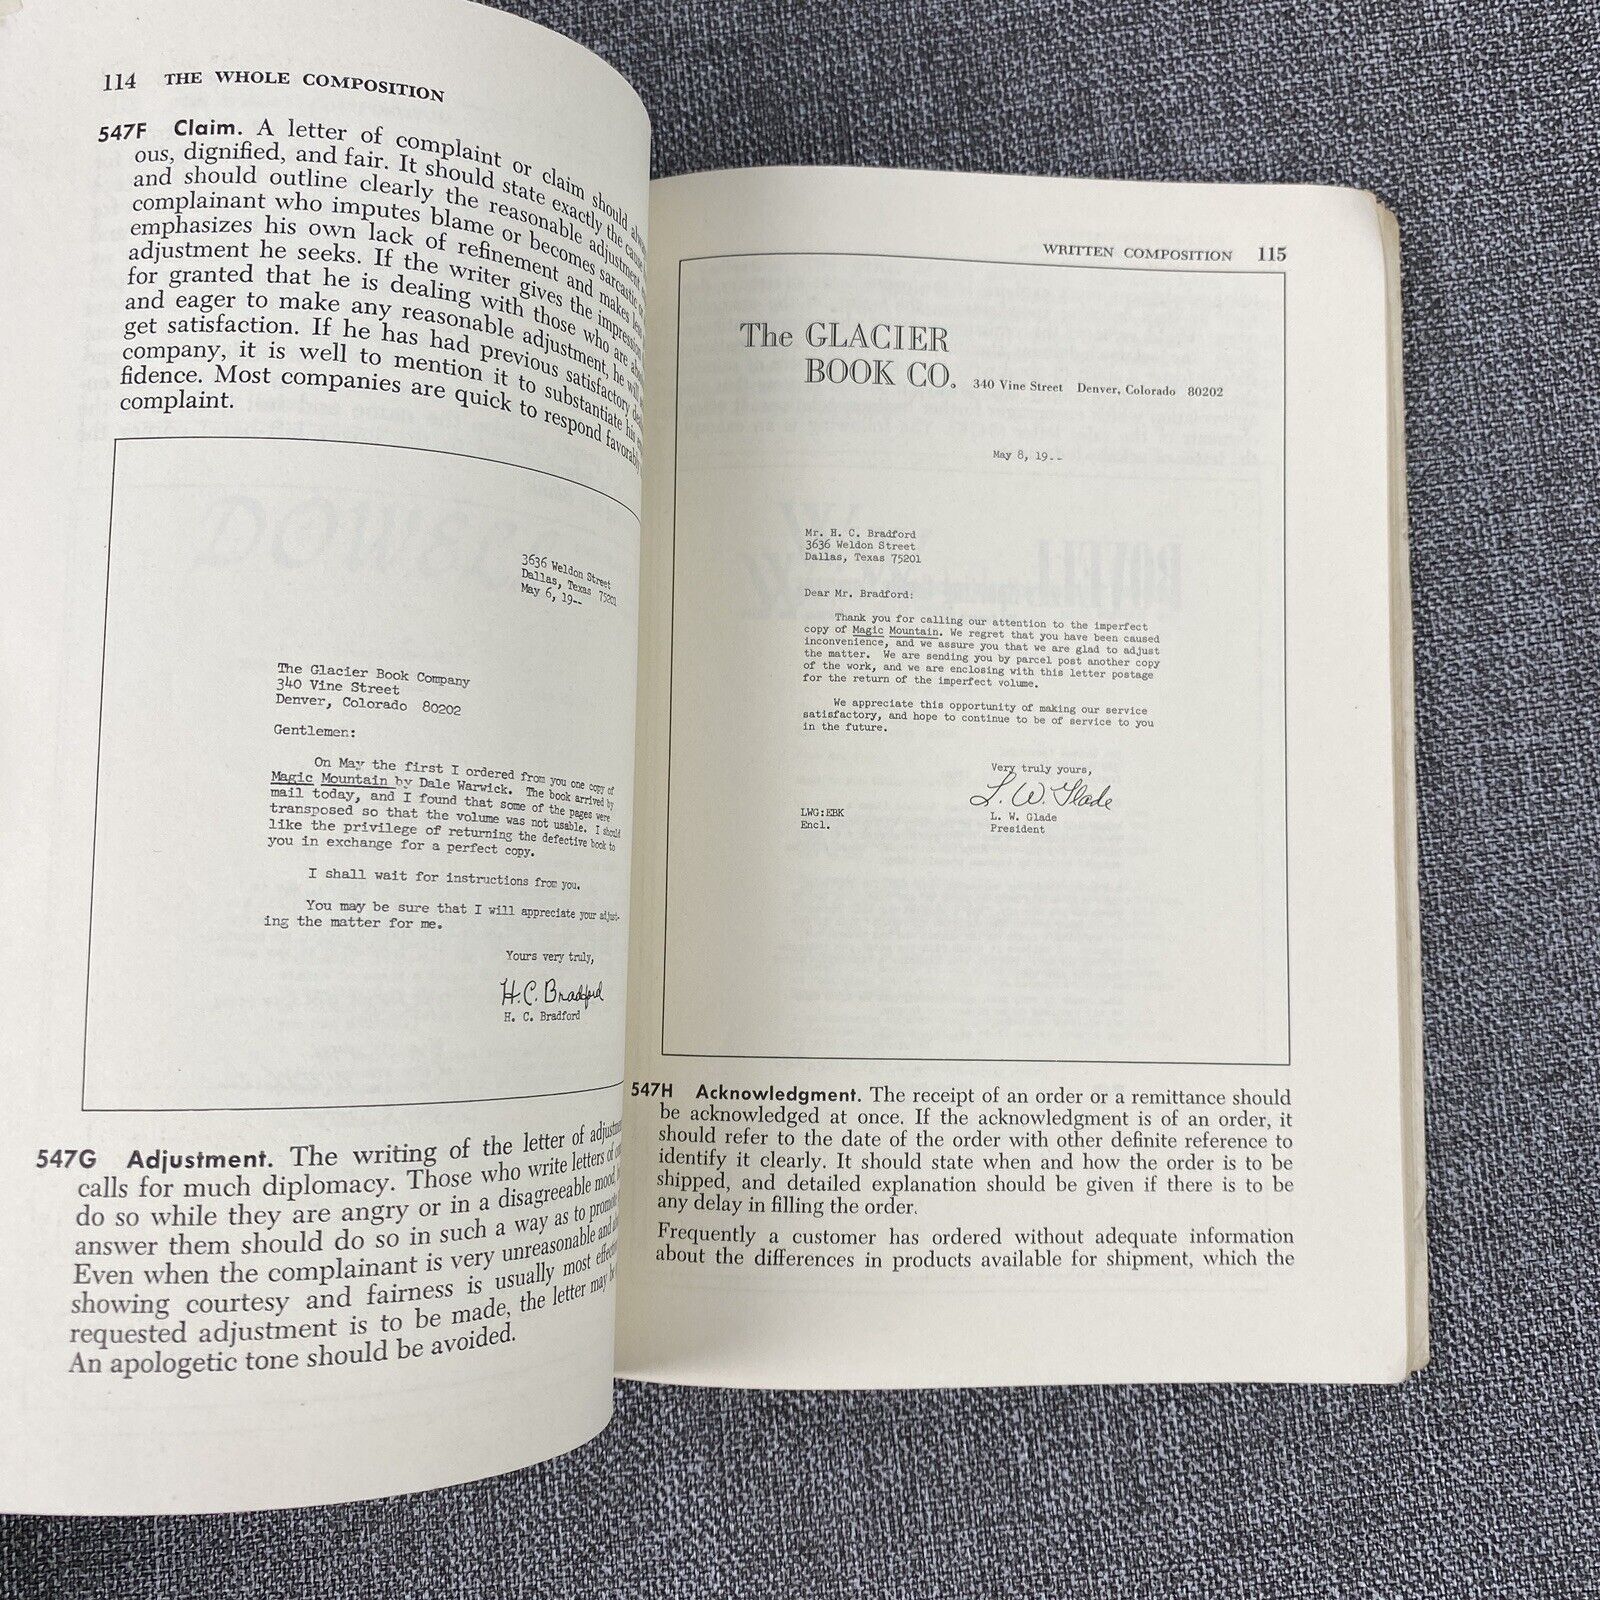 114 THE WHOLE COMPOSITION
547F Claim. A letter of complaint or claim should
ous, dignified, and fair. It should state exactly the cause
and should outline clearly the reasonable adjustment
complainant who imputes blame or becomes sarcastic
emphasizes his own lack of refinement and makes
adjustment he seeks. If the writer gives the impression
for granted that he is dealing with those who are
and eager to make any reasonable adjustment, he will
get satisfaction. If he has had previous satisfactory
company, it is well to mention it to substantiate his
fidence. Most companies are quick to respond favorably
complaint.
3636 Weldon Street
Dallas, Texas 75201
May 6, 19--
The Glacier Book Company
340 Vine Street
Denver, Colorado 80202
Gentlemen:
On May the first I ordered from you one copy of
Magic Mountain by Dale Warwick. The book arrived by
mail today, and I found that some of the pages were
transposed so that the volume was not usable. I should
like the privilege of returning the defective book to
you in exchange for a perfect copy.
I shall wait for instructions from you.
You may be sure that I will appreciate your adjust-
ing the matter for me.
Yours very truly,
H. C. Bradford
H. C. Bradford
547G Adjustment. The writing of the letter of
calls for much diplomacy. Those who write letters of
do so while they are angry or in a disagreeable mood,
answer them should do so in such a way as to
Even when the complainant is very unreasonable and
showing courtesy and fairness is usually most
requested adjustment is to be made, the letter may
An apologetic tone should be avoided.
WRITTEN COMPOSITION 115
The GLACIER
BOOK CO. 340 Vine Street Denver, Colorado 80202
May 8, 19--
Mr. H. C. Bradford
3636 Weldon Street
Dallas, Texas 75201
Dear Mr. Bradford:
Thank you for calling our attention to the imperfect
copy of Magic Mountain. We regret that you have been caused
inconvenience, and we assure you that we are glad to adjust
the matter. We are sending you by parcel post another copy
of the work, and we are enclosing with this letter postage
for the return of the imperfect volume.
We appreciate this opportunity of making our service
satisfactory, and hope to continue to be of service to you
in the future.
Very truly yours,
L. W. Glade
LWG:EBK L. W. Glade
Encl. President
547H Acknowledgment. The receipt of an order or a remittance should
be acknowledged at once. If the acknowledgment is of an order, it
should refer to the date of the order with other definite reference to
identify it clearly. It should state when and how the order is to be
shipped, and detailed explanation should be given if there is to be
any delay in filling the order.
Frequently a customer has ordered without adequate information
about the differences in products available for shipment, which the